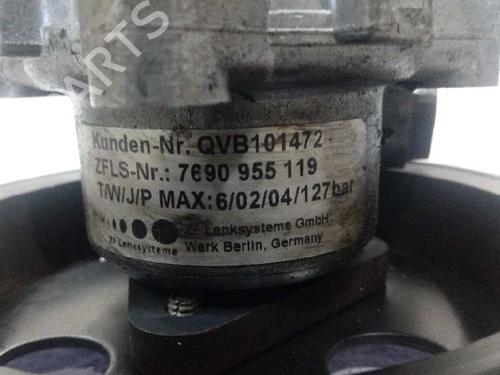 PARTS
Kunden-Nr. QVB101472
ZFLS-Nr.: 7690 955 119
T/W/J/P MAX:6/02/04/127bar
ZF Lenksysteme GmbH
ZF Lenksysteme
Werk Berlin, Germany